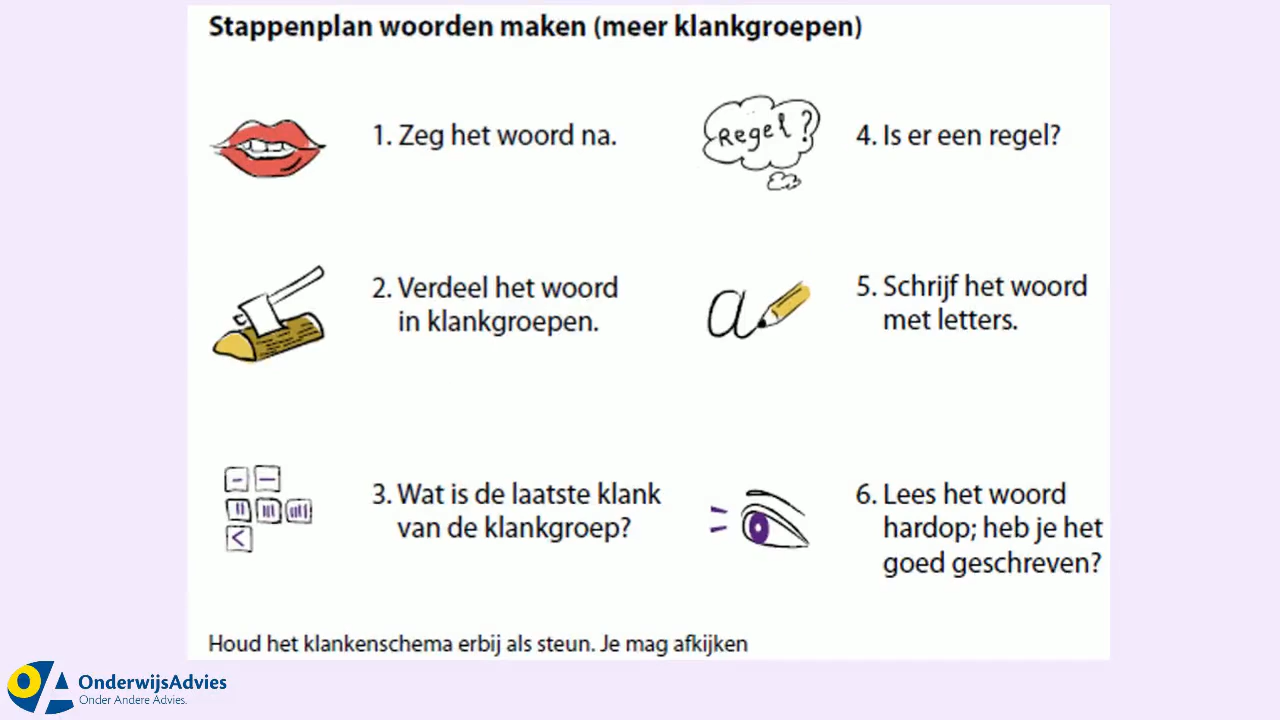 Stappenplan woorden maken (meer klankgroepen)
1. Zeg het woord na.
2. Verdeel het woord
in klankgroepen.
3. Wat is de laatste klank
van de klankgroep?
Regel?
4. Is er een regel?
a
5. Schrijf het woord
met letters.
6. Lees het woord
hardop; heb je het
goed geschreven?
Houd het klankenschema erbij als steun. Je mag afkijken
OnderwijsAdvies
Onder Andere Advies.